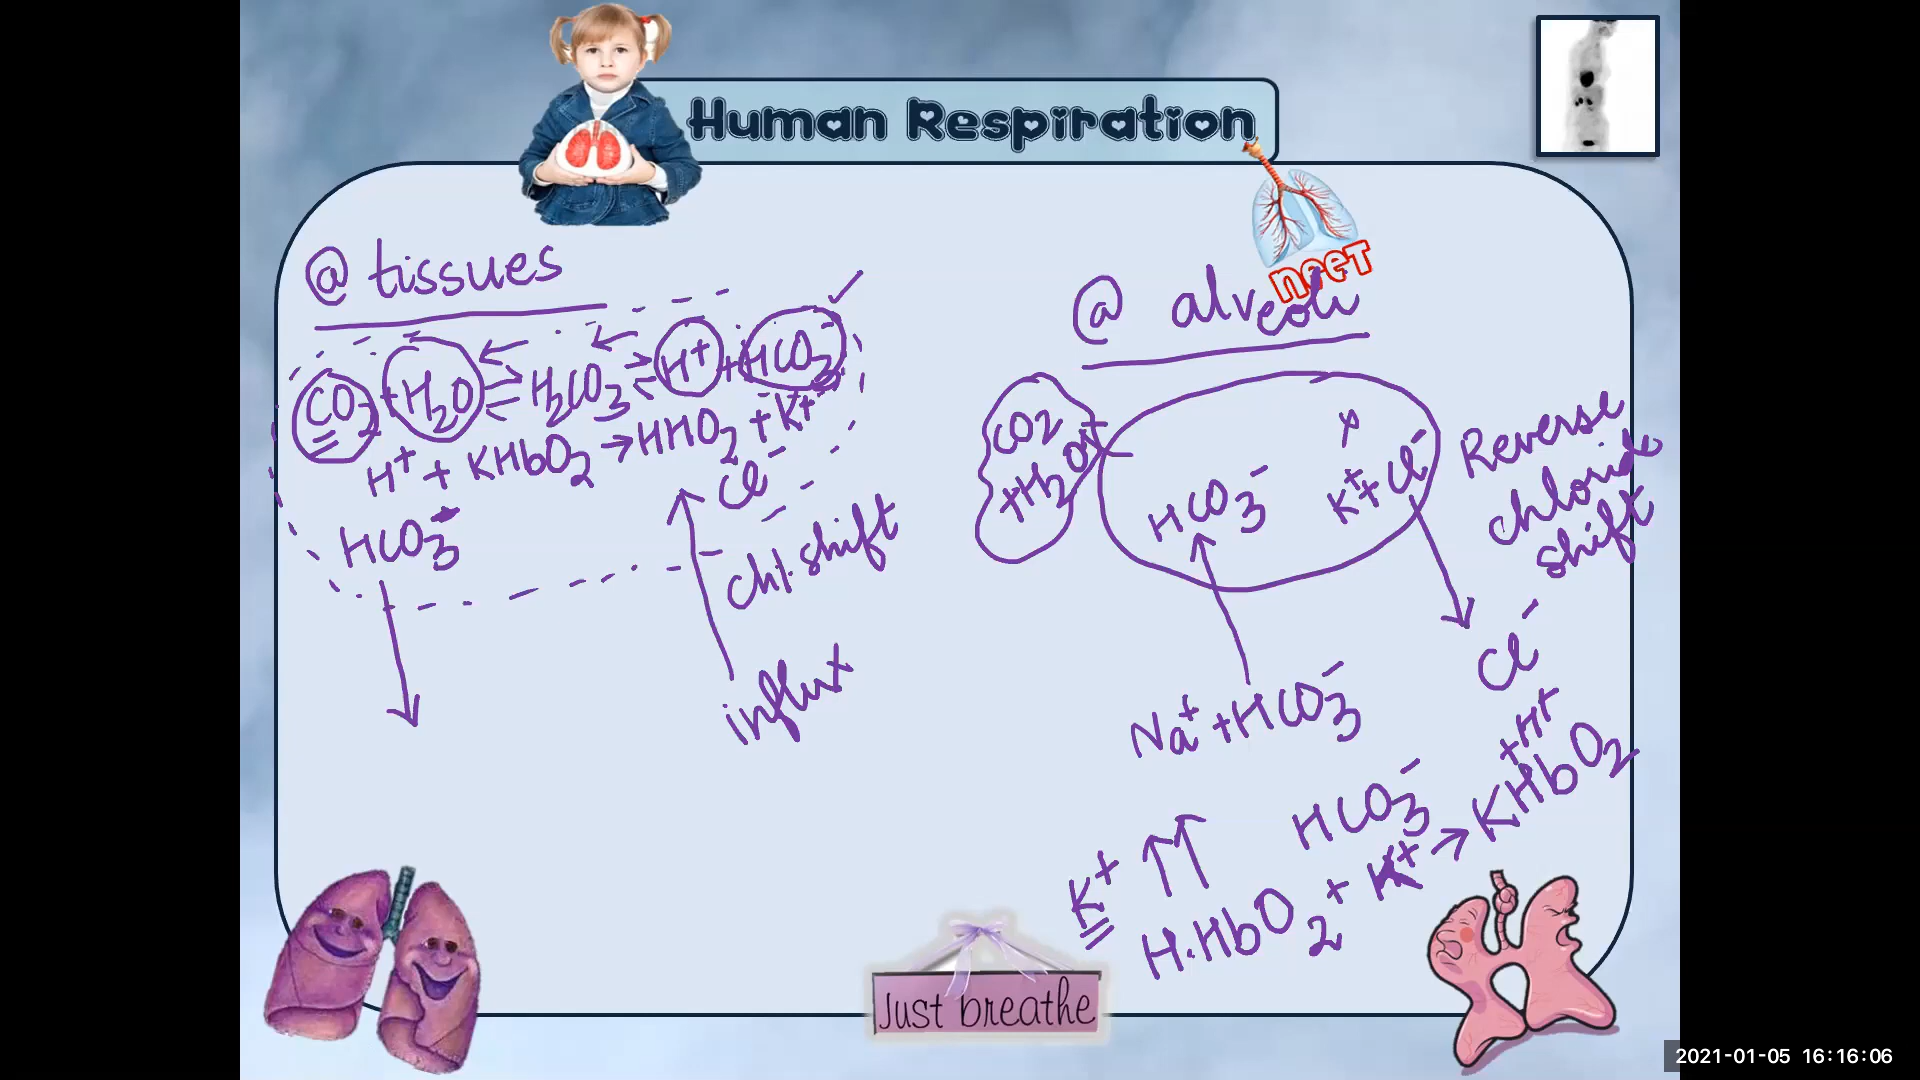 Human Respiration
NEET
@ tissues
CO2 + H2O ⇌ H2CO3 ⇌ H+ + HCO3-
H+ + KHbO2 → HHO2 + K+
HCO3-
Cl-
chl. shift
influx
@ alveoli
CO2
+H2O
HCO3-
K+ + Cl-
Reverse
chloride
shift
Cl-
Na+ + HCO3-
+H+
K+ ↑↑
HCO3-
H.HbO2 + K+ → KHbO2
Just breathe
2021-01-05 16:16:06